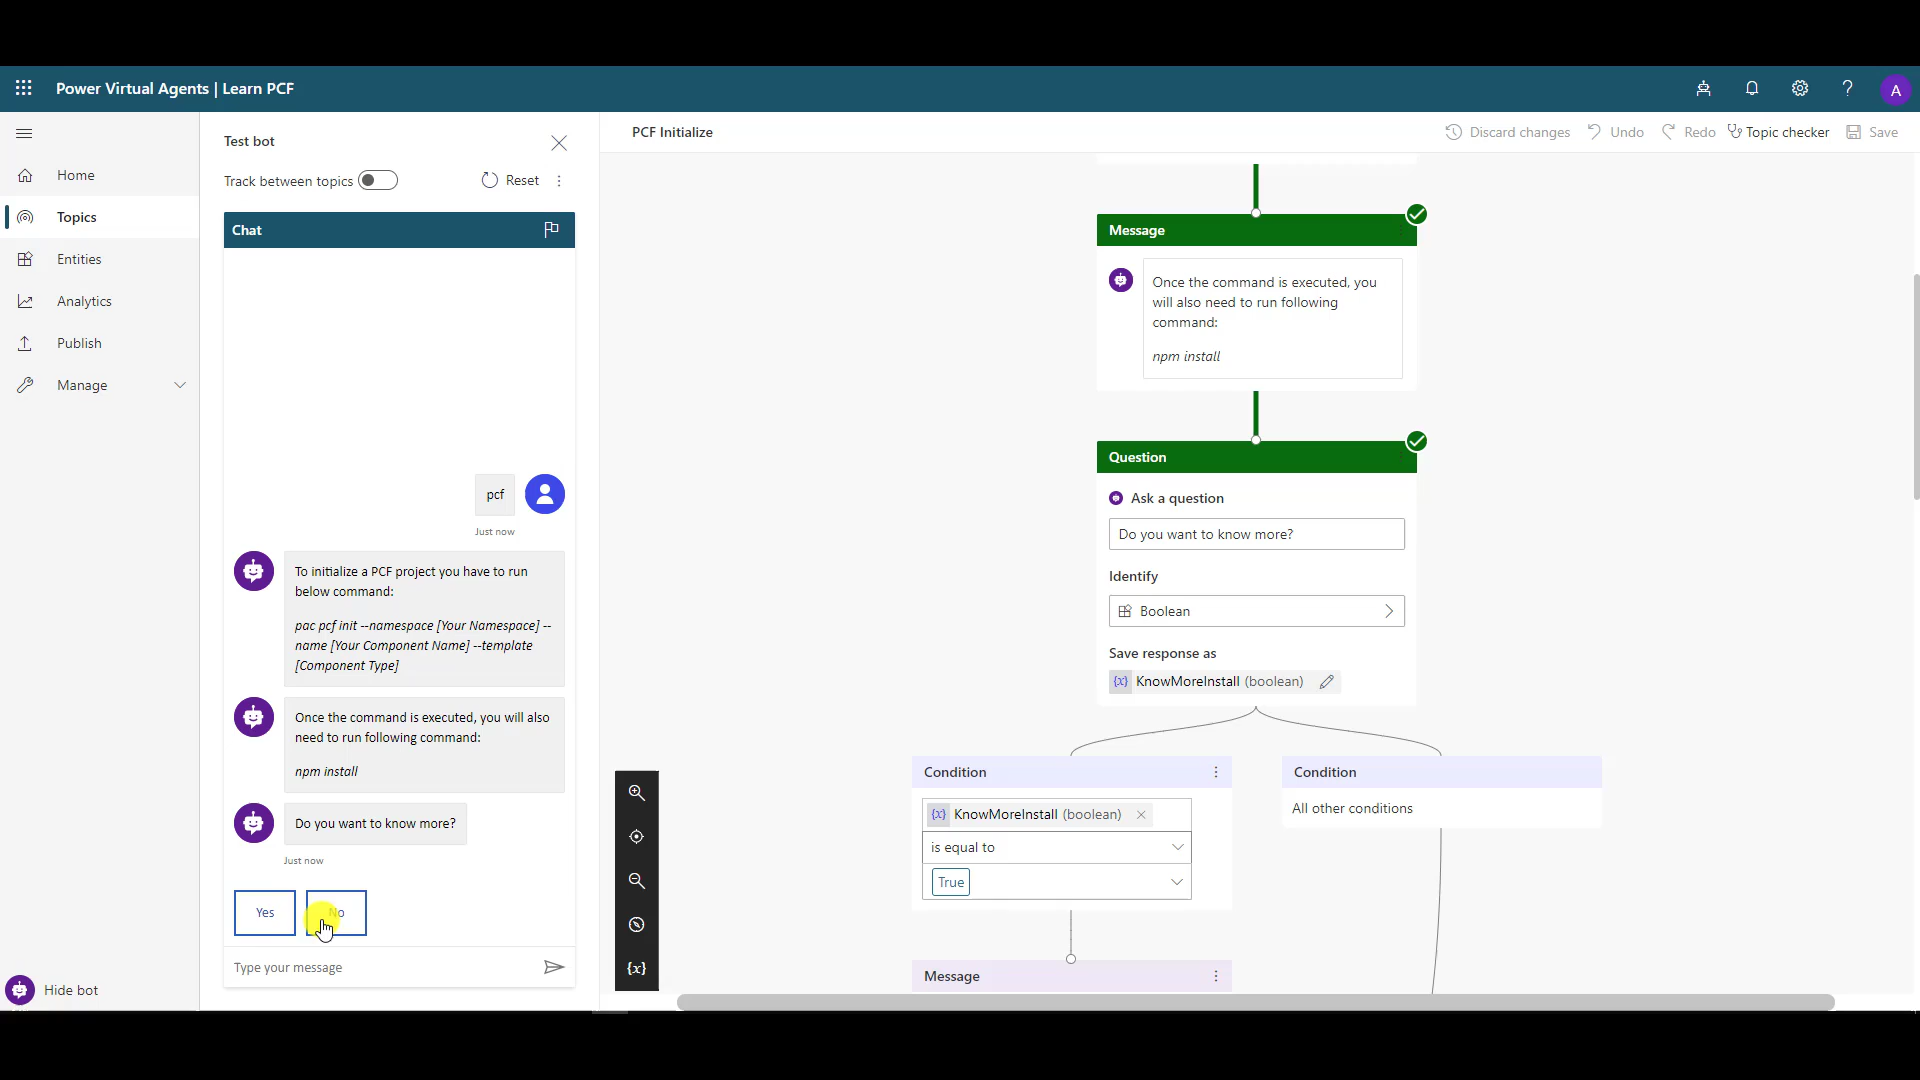 Power Virtual Agents | Learn PCF
A
Home
Topics
Entities
Analytics
Publish
Manage
Hide bot
Test bot
Track between topics
Reset
Chat
pcf
Just now
To initialize a PCF project you have to run
below command:
pac pcf init --namespace [Your Namespace] --
name [Your Component Name] --template
[Component Type]
Once the command is executed, you will also
need to run following command:
npm install
Do you want to know more?
Just now
Yes
No
Type your message
PCF Initialize
Discard changes
Undo
Redo
Topic checker
Save
Message
Once the command is executed, you
will also need to run following
command:
npm install
Question
Ask a question
Do you want to know more?
Identify
Boolean
Save response as
{x} KnowMoreInstall (boolean)
Condition
{x} KnowMoreInstall (boolean)
is equal to
True
Condition
All other conditions
Message
{x}